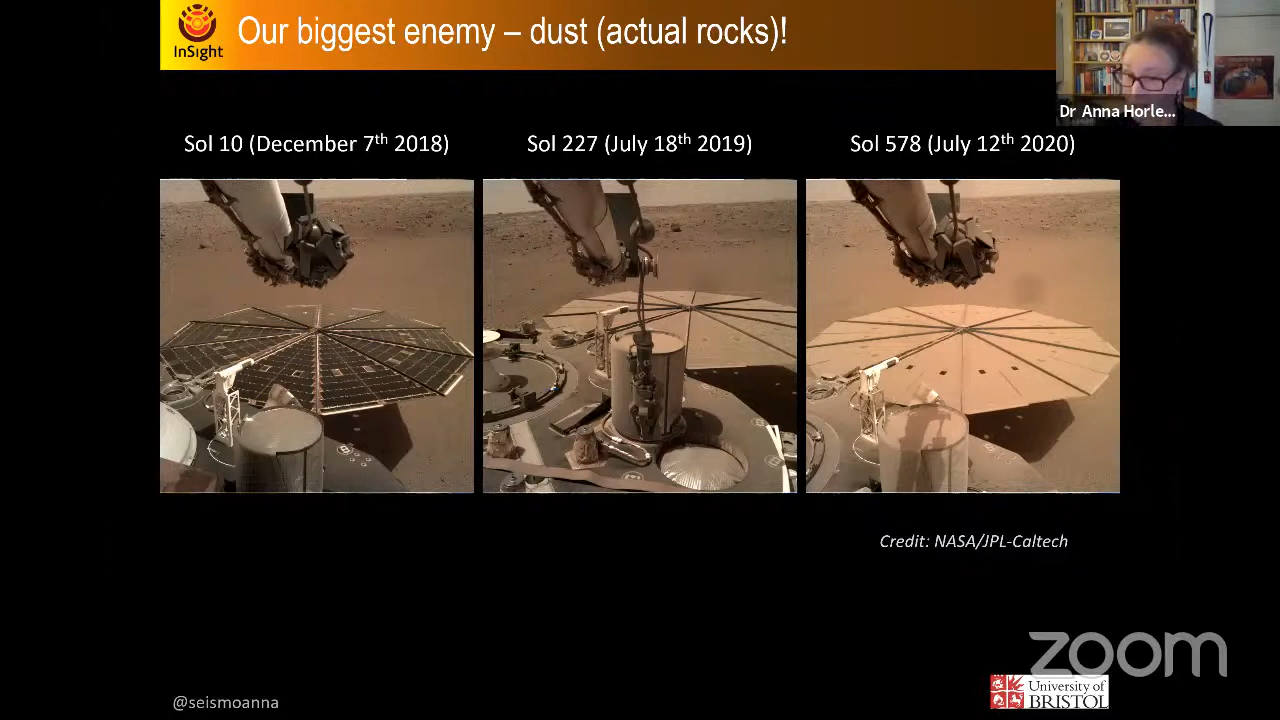 InSight
Our biggest enemy – dust (actual rocks)!
Dr Anna Horle...
Sol 10 (December 7th 2018)
Sol 227 (July 18th 2019)
Sol 578 (July 12th 2020)
Credit: NASA/JPL-Caltech
zoom
@seismoanna
University of
BRISTOL